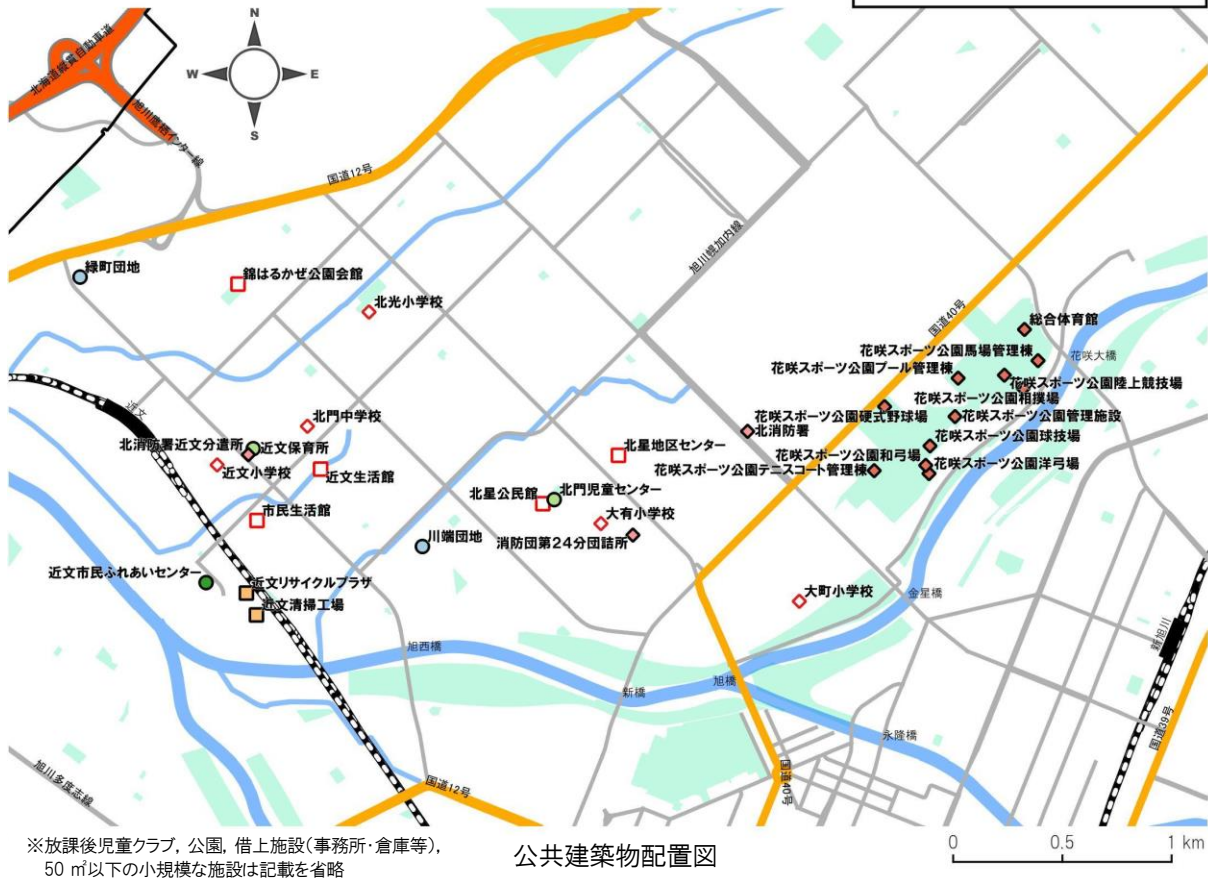 N
W
E
S
北海道縦貫自動車道
旭川鷹栖インター線
国道12号
旭川幌加内線
国道40号
緑町団地
錦はるかぜ公園会館
北光小学校
総合体育館
花咲スポーツ公園馬場管理棟
花咲大橋
花咲スポーツ公園プール管理棟
花咲スポーツ公園陸上競技場
花咲スポーツ公園相撲場
花咲スポーツ公園硬式野球場
花咲スポーツ公園管理施設
近文
北門中学校
北消防署
北消防署近文分遣所
近文保育所
北星地区センター
花咲スポーツ公園球技場
花咲スポーツ公園和弓場
花咲スポーツ公園洋弓場
近文小学校
近文生活館
花咲スポーツ公園テニスコート管理棟
北星公民館
北門児童センター
市民生活館
大有小学校
川端団地
消防団第24分団詰所
近文市民ふれあいセンター
近文リサイクルプラザ
近文清掃工場
大町小学校
金星橋
新旭川
旭西橋
新橋
旭橋
永隆橋
国道39号
旭川多度志線
国道12号
国道40号
※放課後児童クラブ, 公園, 借上施設(事務所・倉庫等),
50 ㎡以下の小規模な施設は記載を省略
公共建築物配置図
0 0.5 1 km